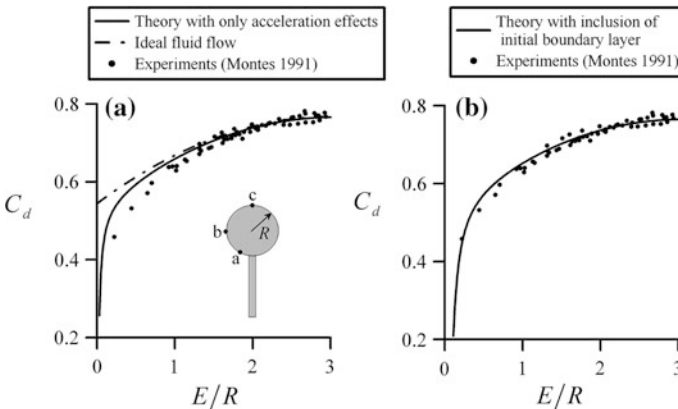 Theory with only acceleration effects
Ideal fluid flow
Experiments (Montes 1991)
Theory with inclusion of
initial boundary layer
Experiments (Montes 1991)
(a)
0.8
0.6
C_d
0.4
0.2
0
1
2
3
E/R
c
b
R
a
(b)
0.8
0.6
C_d
0.4
0.2
0
1
2
3
E/R